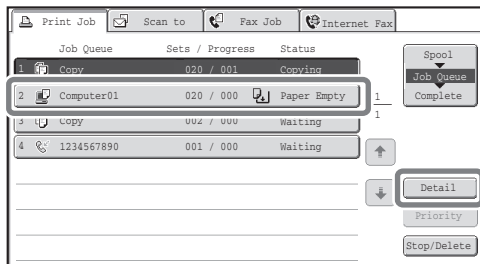 Print Job Scan to Fax Job Internet Fax
Job Queue Sets / Progress Status
1 Copy 020 / 001 Copying
2 Computer01 020 / 000 Paper Empty
3 Copy 002 / 000 Waiting
4 1234567890 001 / 000 Waiting
1
1
Spool
Job Queue
Complete
Detail
Priority
Stop/Delete